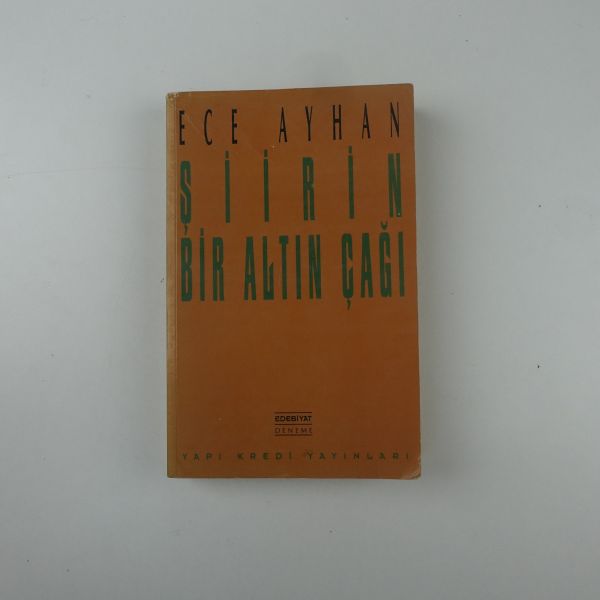 ECE AYHAN
ŞİİRİN
BİR ALTIN ÇAĞI
EDEBİYAT
DENEME
YAPI KREDİ YAYINLARI